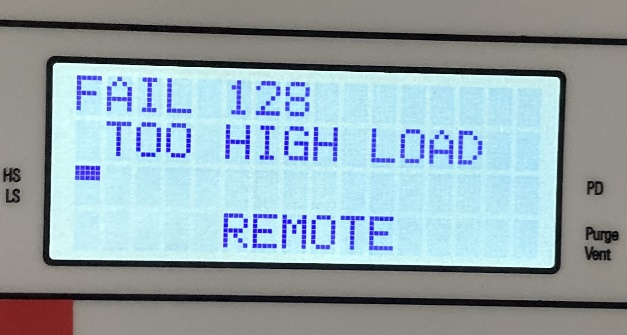 FAIL 128
TOO HIGH LOAD
HS
LS
PD
REMOTE
Purge
Vent